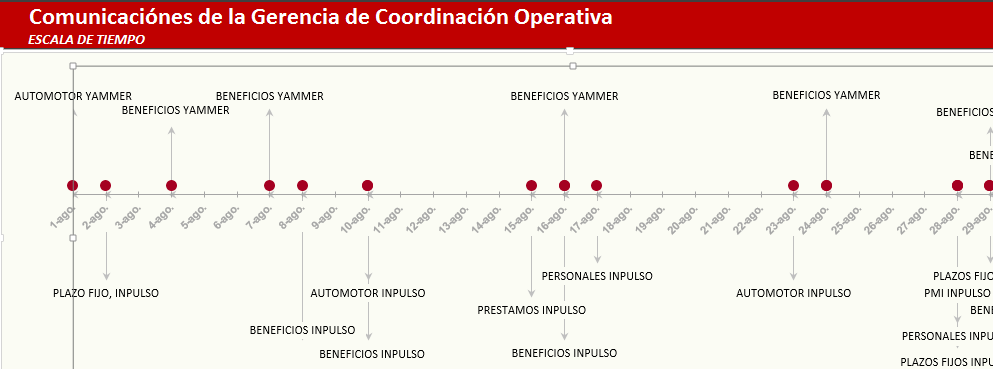 Comunicaciónes de la Gerencia de Coordinación Operativa
ESCALA DE TIEMPO
AUTOMOTOR YAMMER
BENEFICIOS YAMMER
BENEFICIOS YAMMER
BENEFICIOS YAMMER
BENEFICIOS YAMMER
BENEFICIOS
BENE
1-ago. 2-ago. 3-ago. 4-ago. 5-ago. 6-ago. 7-ago. 8-ago. 9-ago. 10-ago. 11-ago. 12-ago. 13-ago. 14-ago. 15-ago. 16-ago. 17-ago. 18-ago. 19-ago. 20-ago. 21-ago. 22-ago. 23-ago. 24-ago. 25-ago. 26-ago. 27-ago. 28-ago. 29-ago.
PERSONALES INPULSO
PLAZOS FIJO
PLAZO FIJO, INPULSO
AUTOMOTOR INPULSO
AUTOMOTOR INPULSO
PMI INPULSO
PRESTAMOS INPULSO
BENE
BENEFICIOS INPULSO
PERSONALES INPU
BENEFICIOS INPULSO
BENEFICIOS INPULSO
PLAZOS FIJOS INPU